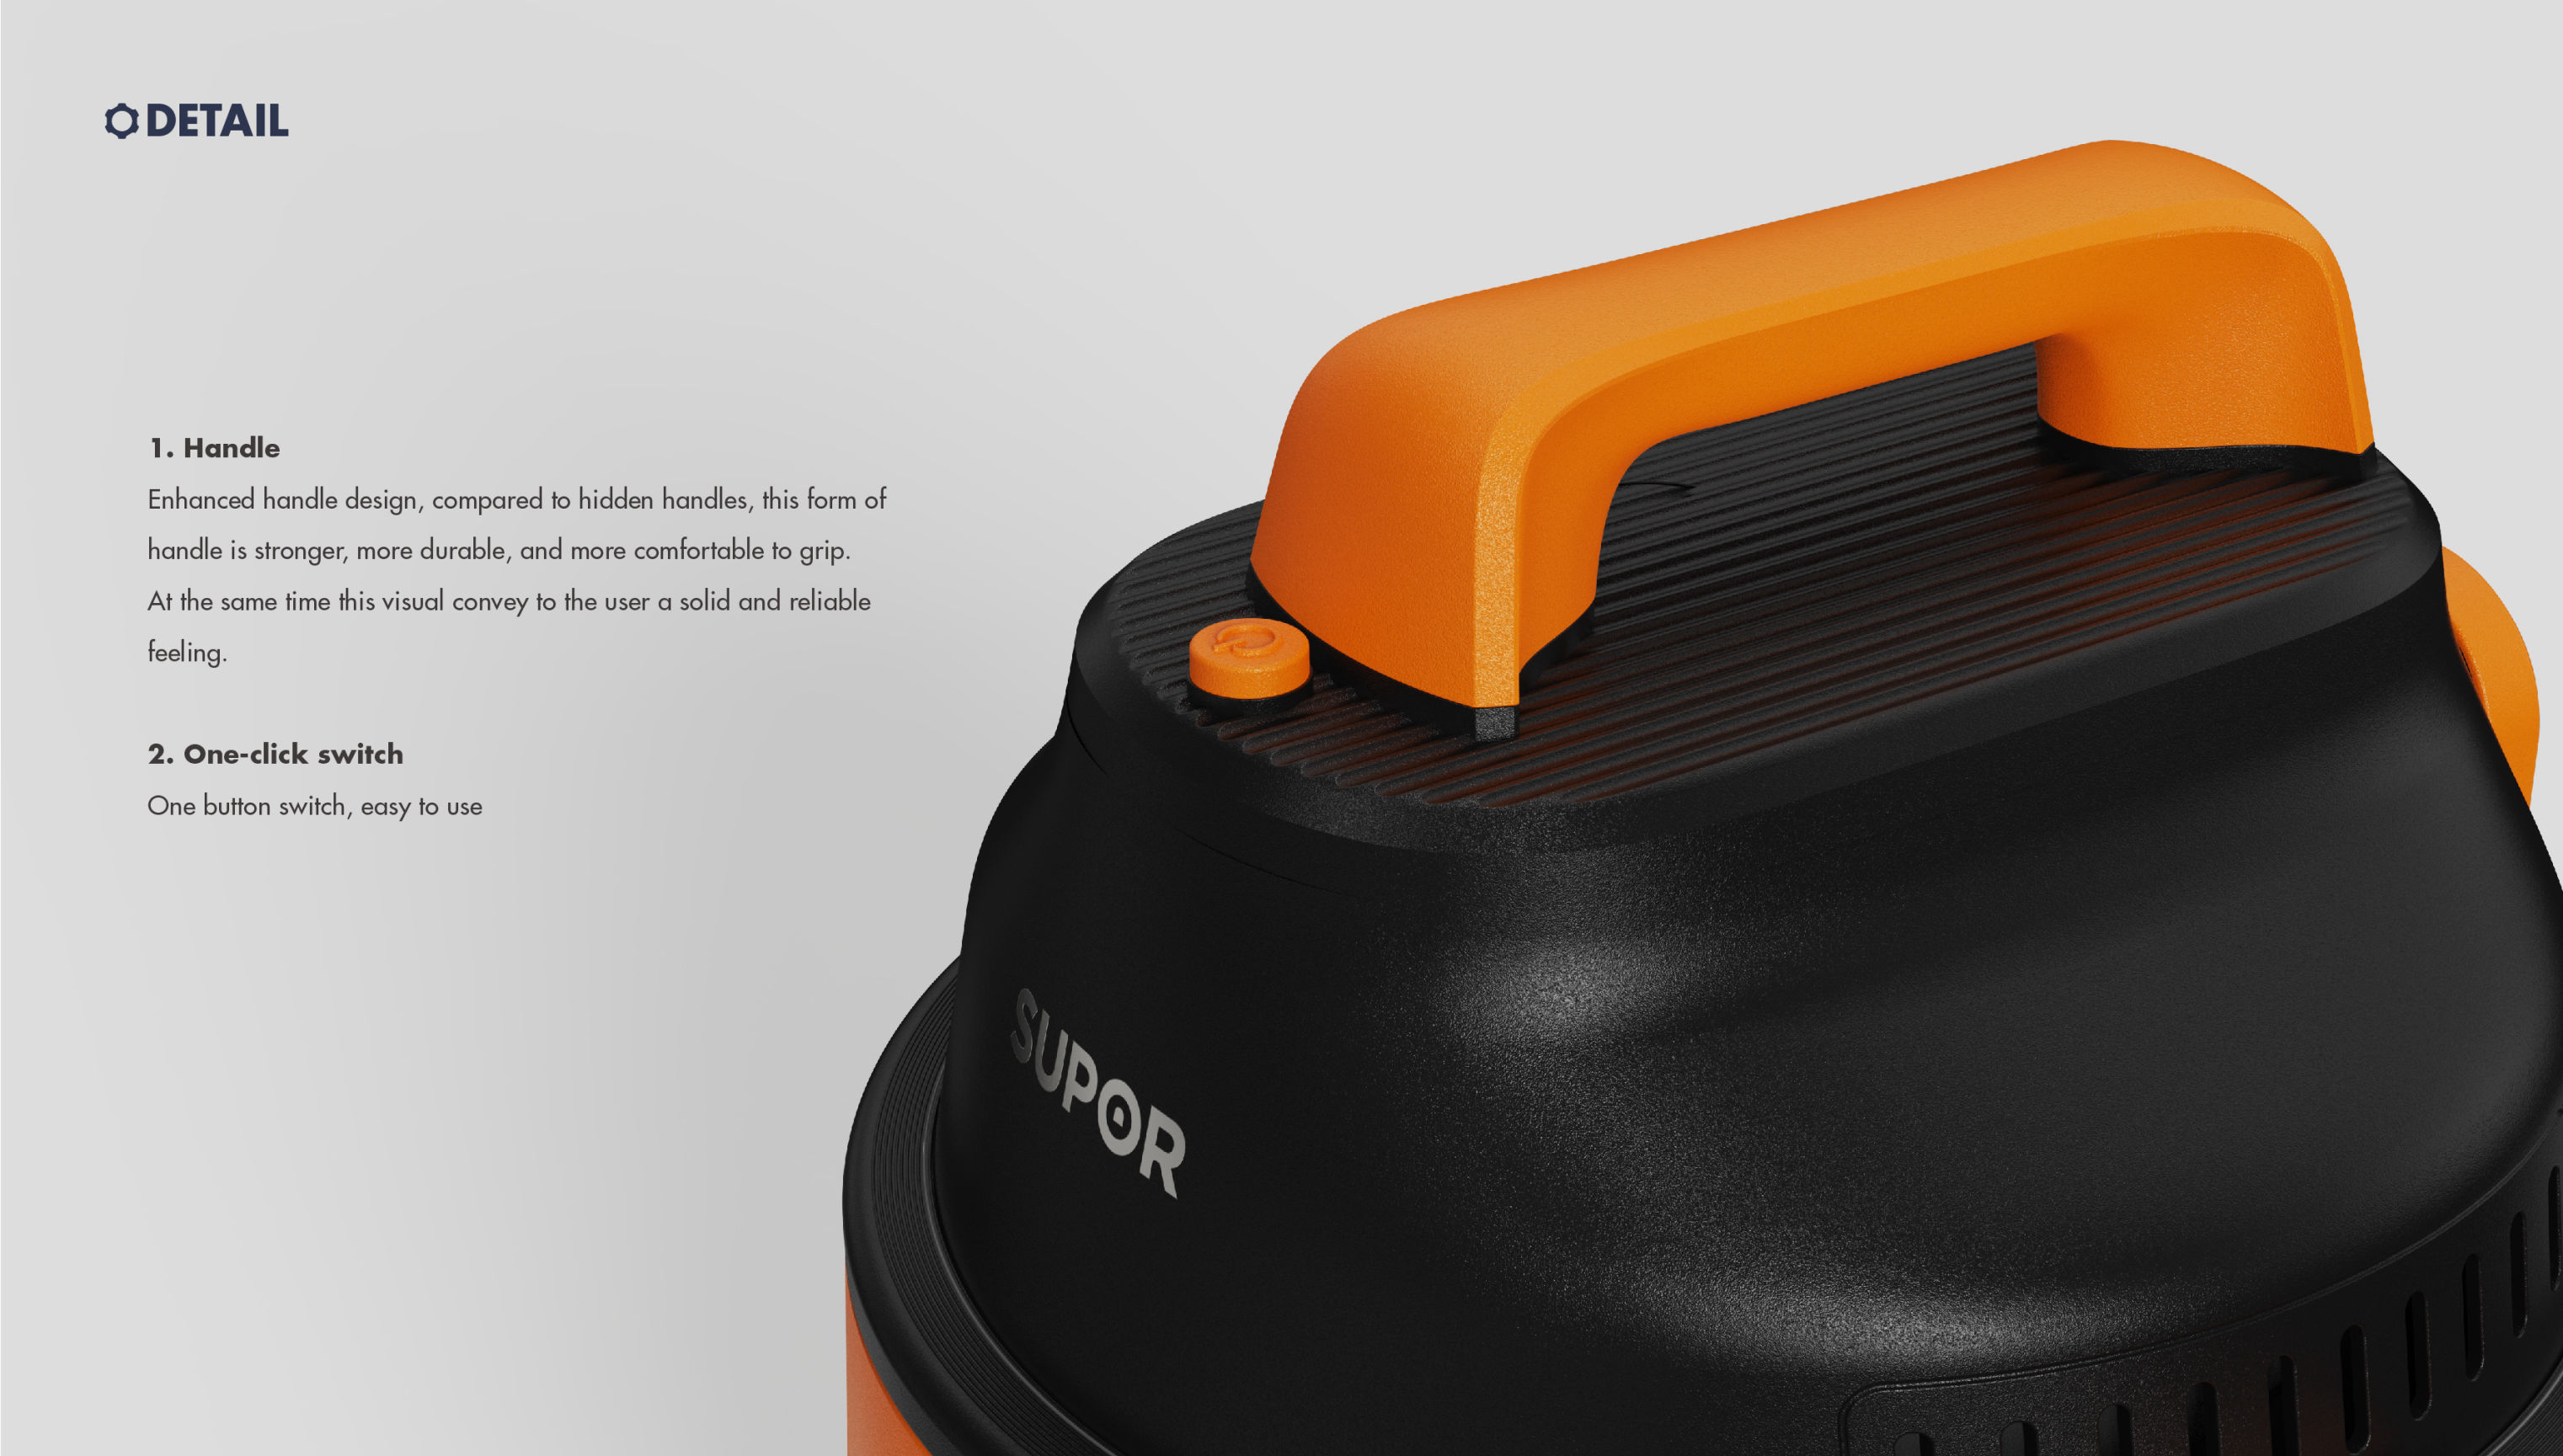 DETAIL
1. Handle
Enhanced handle design, compared to hidden handles, this form of
handle is stronger, more durable, and more comfortable to grip.
At the same time this visual convey to the user a solid and reliable
feeling.
2. One-click switch
One button switch, easy to use
SUPOR